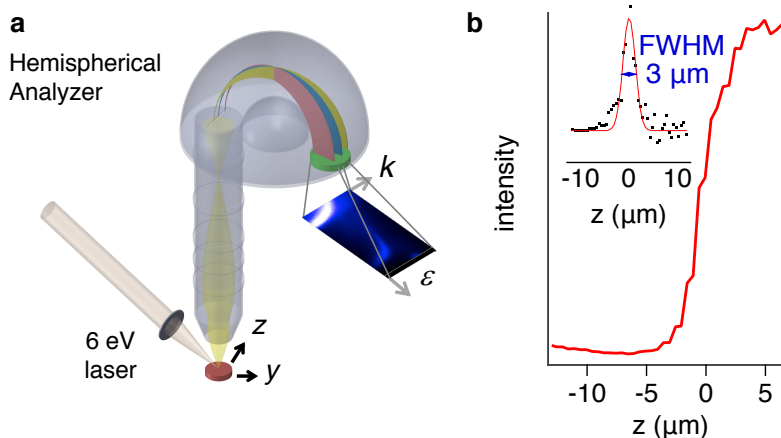 a
Hemispherical
Analyzer
k
ε
6 eV
laser
z
y
b
FWHM
3 μm
-10 0 10
z (μm)
intensity
-10 -5 0 5
z (μm)